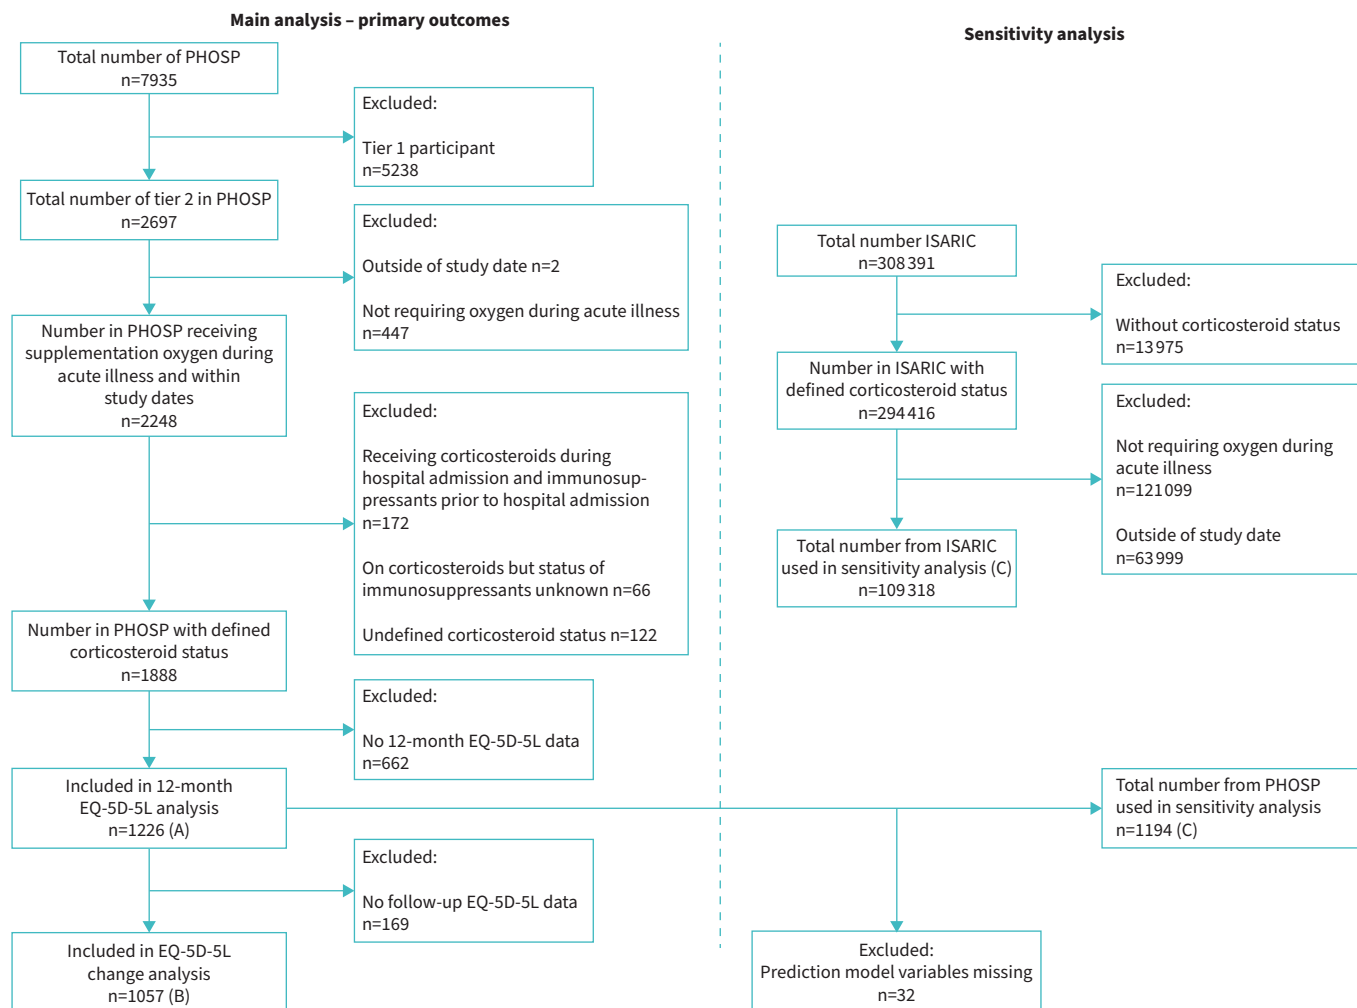 Main analysis – primary outcomes
Total number of PHOSP
n=7935
Excluded:
Tier 1 participant
n=5238
Total number of tier 2 in PHOSP
n=2697
Excluded:
Outside of study date n=2
Not requiring oxygen during acute illness
n=447
Number in PHOSP receiving
supplementation oxygen during
acute illness and within
study dates
n=2248
Excluded:
Receiving corticosteroids during
hospital admission and immunosup-
pressants prior to hospital admission
n=172
On corticosteroids but status of
immunosuppressants unknown n=66
Undefined corticosteroid status n=122
Number in PHOSP with defined
corticosteroid status
n=1888
Excluded:
No 12-month EQ-5D-5L data
n=662
Included in 12-month
EQ-5D-5L analysis
n=1226 (A)
Excluded:
No follow-up EQ-5D-5L data
n=169
Included in EQ-5D-5L
change analysis
n=1057 (B)
Sensitivity analysis
Total number ISARIC
n=308 391
Excluded:
Without corticosteroid status
n=13 975
Number in ISARIC with
defined corticosteroid status
n=294 416
Excluded:
Not requiring oxygen during
acute illness
n=121 099
Outside of study date
n=63 999
Total number from ISARIC
used in sensitivity analysis (C)
n=109 318
Total number from PHOSP
used in sensitivity analysis
n=1194 (C)
Excluded:
Prediction model variables missing
n=32